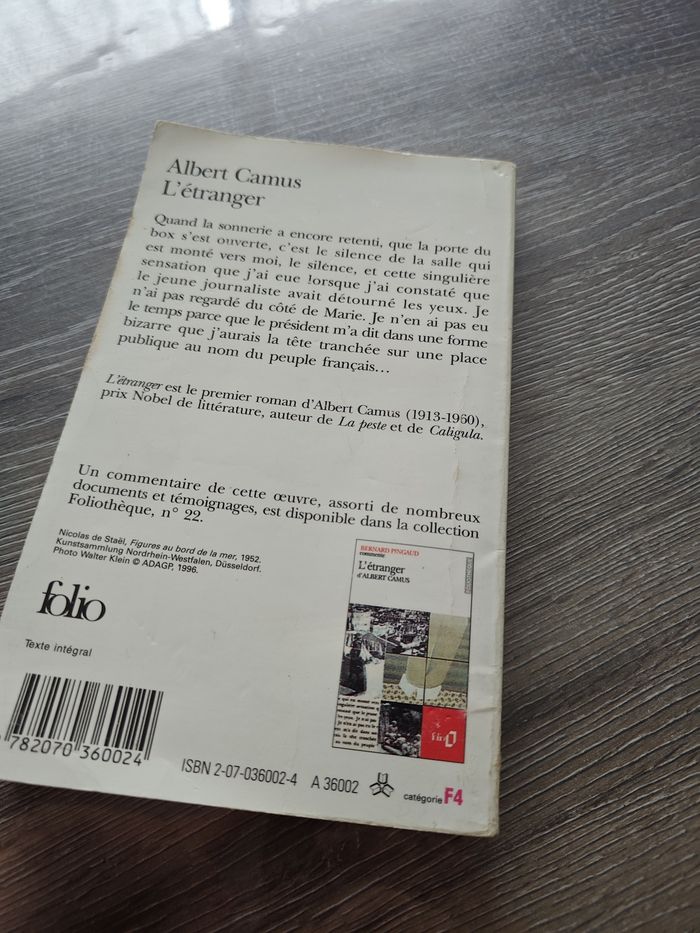 Albert Camus
L'étranger
Quand la sonnerie a encore retenti, que la porte du
box s'est ouverte, c'est le silence de la salle qui
est monté vers moi, le silence, et cette singulière
sensation que j'ai eue lorsque j'ai constaté que
le jeune journaliste avait détourné les yeux. Je
n'ai pas regardé du côté de Marie. Je n'en ai pas eu
le temps parce que le président m'a dit dans une forme
bizarre que j'aurais la tête tranchée sur une place
publique au nom du peuple français...
L'étranger est le premier roman d'Albert Camus (1913-1960),
prix Nobel de littérature, auteur de La peste et de Caligula.
Un commentaire de cette œuvre, assorti de nombreux
documents et témoignages, est disponible dans la collection
Foliothèque, n° 22.
Nicolas de Staël, Figures au bord de la mer, 1952.
Kunstsammlung Nordrhein-Westfalen, Düsseldorf.
Photo Walter Klein © ADAGP, 1996.
BERNARD PINGAUD
commente
L'étranger
d'ALBERT CAMUS
folio
Texte intégral
782070 360024
ISBN 2-07-036002-4 A 36002
catégorie F4